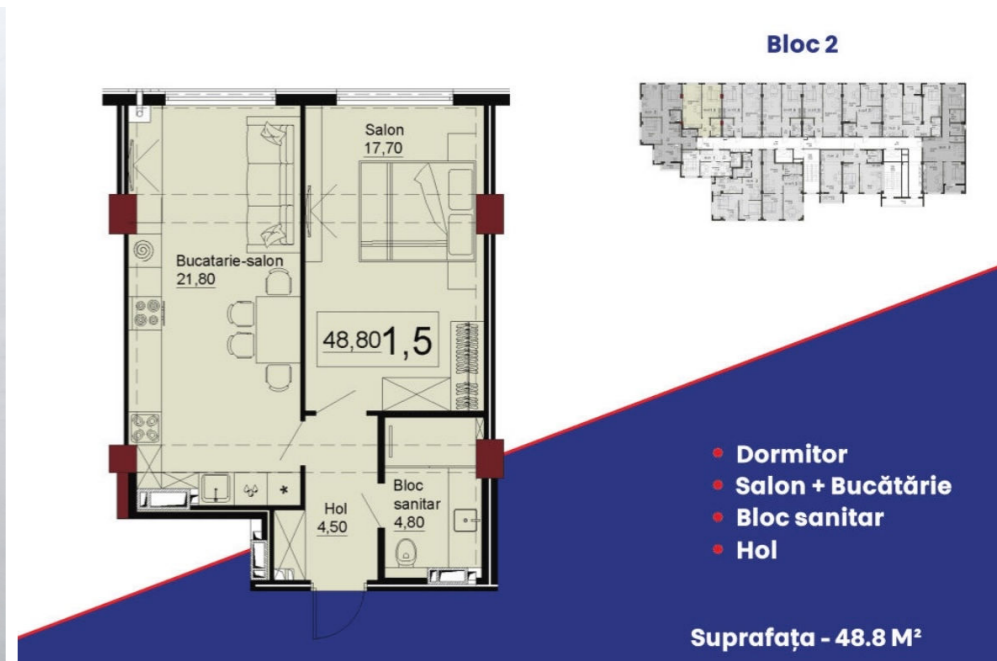 Bloc 2
Salon
17,70
Bucatarie-salon
21,80
48,80 1,5
Hol
4,50
Bloc
sanitar
4,80
Dormitor
Salon + Bucătărie
Bloc sanitar
Hol
Suprafața - 48.8 M²